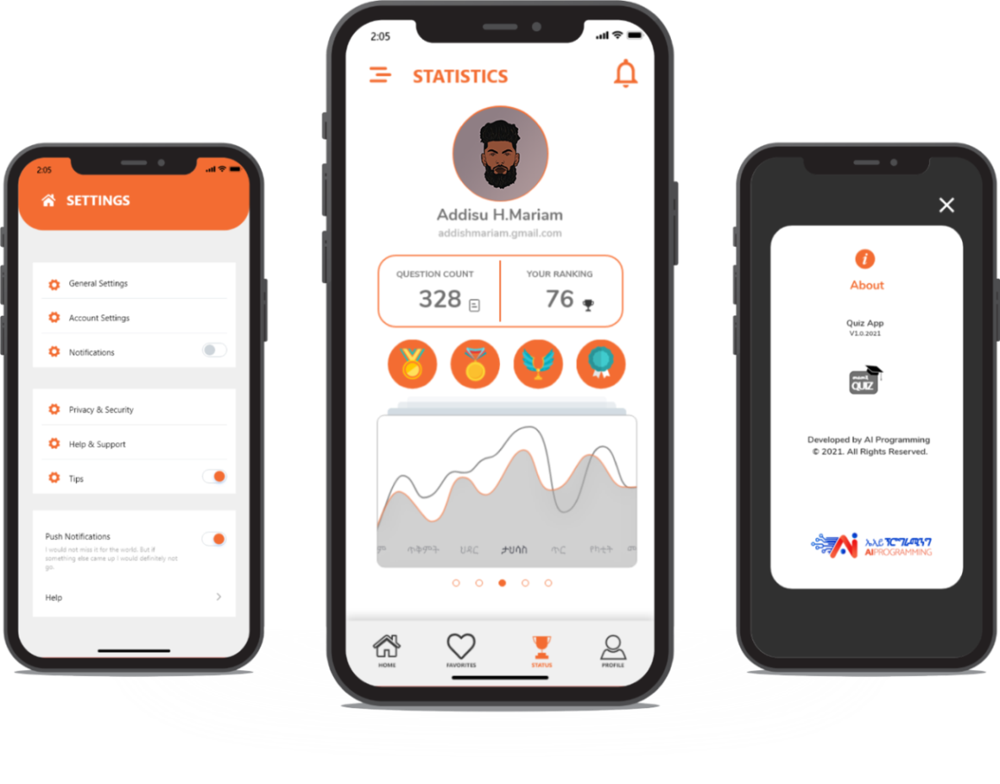 2:05
SETTINGS
General Settings
Account Settings
Notifications
Privacy & Security
Help & Support
Tips
Push Notifications
I would not miss it for the world. But if
something else came up I would definitely not
go.
Help
2:05
STATISTICS
Addisu H.Mariam
addishmariam.gmail.com
QUESTION COUNT
328
YOUR RANKING
76
ም ጥቅምት ህዳር ታህሳስ ጥር የካቲት መ
HOME FAVORITES STATUS PROFILE
i
About
Quiz App
V1.0.2021
QUIZ
Developed by AI Programming
© 2021. All Rights Reserved.
Ai
ኤአይ ፕሮግራሚንግ
AIPROGRAMMING